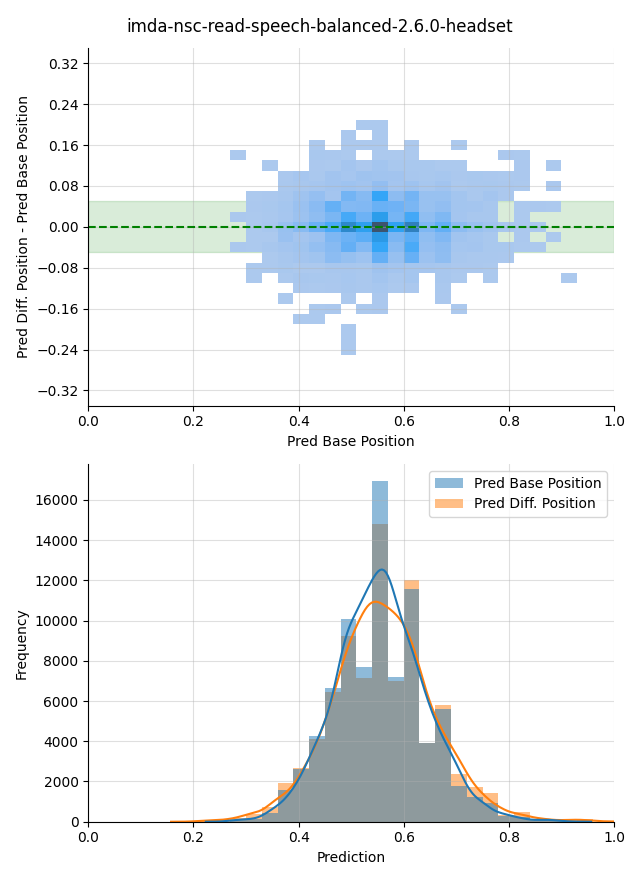 imda-nsc-read-speech-balanced-2.6.0-headset
Pred Diff. Position - Pred Base Position
0.32
0.24
0.16
0.08
0.00
−0.08
−0.16
−0.24
−0.32
0.0 0.2 0.4 0.6 0.8 1.0
Pred Base Position
Frequency
16000
14000
12000
10000
8000
6000
4000
2000
0
Pred Base Position
Pred Diff. Position
0.0 0.2 0.4 0.6 0.8 1.0
Prediction